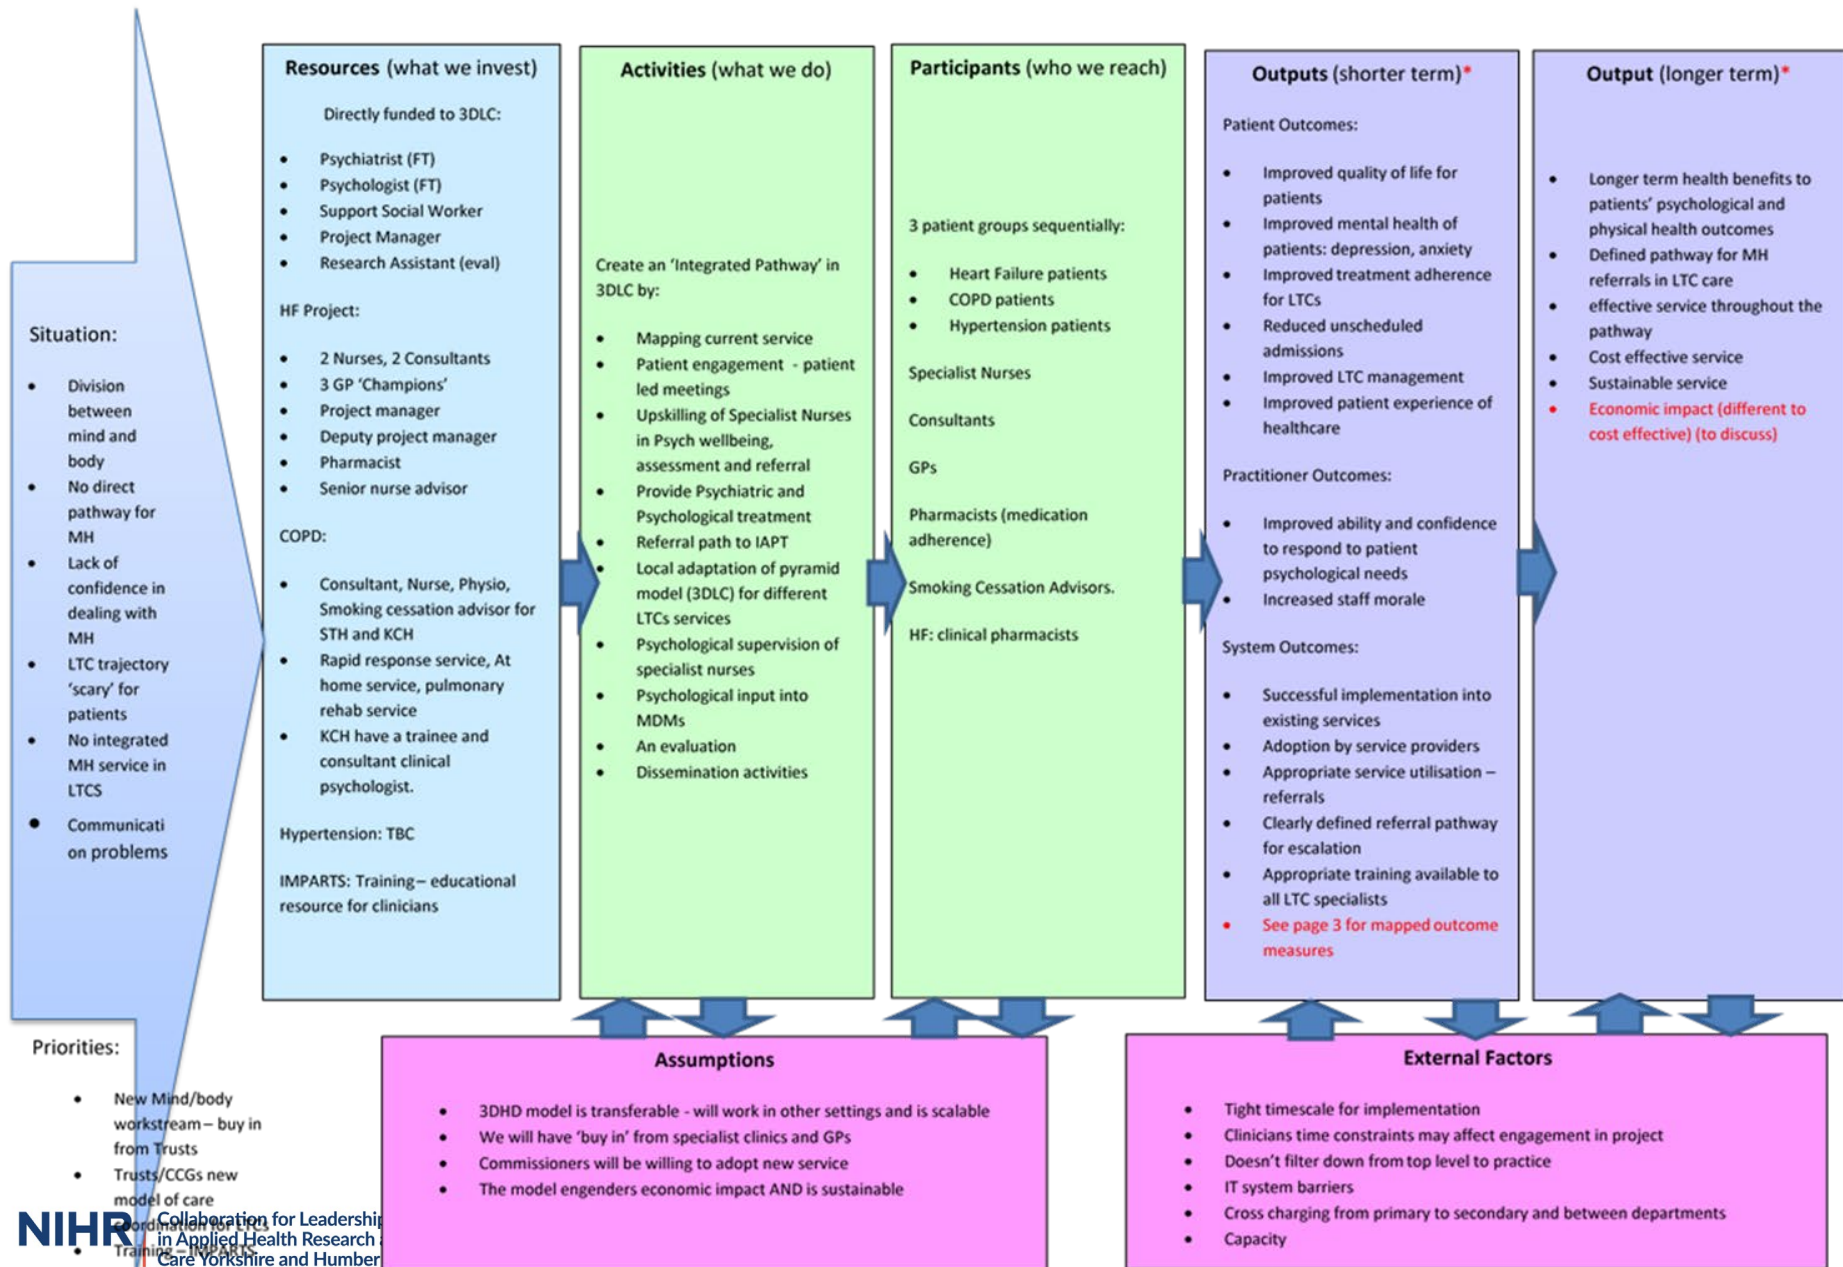 Situation:
• Division
between
mind and
body
• No direct
pathway for
MH
• Lack of
confidence in
dealing with
MH
• LTC trajectory
‘scary’ for
patients
• No integrated
MH service in
LTCS
• Communicati
on problems
Priorities:
• New Mind/body
workstream – buy in
from Trusts
• Trusts/CCGs new
model of care
coordination for LTCs
• Training – IMPARTS
NIHR
Collaboration for Leadership
in Applied Health Research
Care Yorkshire and Humber
Resources (what we invest)
Directly funded to 3DLC:
• Psychiatrist (FT)
• Psychologist (FT)
• Support Social Worker
• Project Manager
• Research Assistant (eval)
HF Project:
• 2 Nurses, 2 Consultants
• 3 GP ‘Champions’
• Project manager
• Deputy project manager
• Pharmacist
• Senior nurse advisor
COPD:
• Consultant, Nurse, Physio,
Smoking cessation advisor for
STH and KCH
• Rapid response service, At
home service, pulmonary
rehab service
• KCH have a trainee and
consultant clinical
psychologist.
Hypertension: TBC
IMPARTS: Training – educational
resource for clinicians
Activities (what we do)
Create an ‘Integrated Pathway’ in
3DLC by:
• Mapping current service
• Patient engagement - patient
led meetings
• Upskilling of Specialist Nurses
in Psych wellbeing,
assessment and referral
• Provide Psychiatric and
Psychological treatment
• Referral path to IAPT
• Local adaptation of pyramid
model (3DLC) for different
LTCs services
• Psychological supervision of
specialist nurses
• Psychological input into
MDMs
• An evaluation
• Dissemination activities
Participants (who we reach)
3 patient groups sequentially:
• Heart Failure patients
• COPD patients
• Hypertension patients
Specialist Nurses
Consultants
GPs
Pharmacists (medication
adherence)
Smoking Cessation Advisors.
HF: clinical pharmacists
Outputs (shorter term)*
Patient Outcomes:
• Improved quality of life for
patients
• Improved mental health of
patients: depression, anxiety
• Improved treatment adherence
for LTCs
• Reduced unscheduled
admissions
• Improved LTC management
• Improved patient experience of
healthcare
Practitioner Outcomes:
• Improved ability and confidence
to respond to patient
psychological needs
• Increased staff morale
System Outcomes:
• Successful implementation into
existing services
• Adoption by service providers
• Appropriate service utilisation –
referrals
• Clearly defined referral pathway
for escalation
• Appropriate training available to
all LTC specialists
• See page 3 for mapped outcome
measures
Output (longer term)*
• Longer term health benefits to
patients’ psychological and
physical health outcomes
• Defined pathway for MH
referrals in LTC care
• effective service throughout the
pathway
• Cost effective service
• Sustainable service
• Economic impact (different to
cost effective) (to discuss)
Assumptions
• 3DHD model is transferable - will work in other settings and is scalable
• We will have ‘buy in’ from specialist clinics and GPs
• Commissioners will be willing to adopt new service
• The model engenders economic impact AND is sustainable
External Factors
• Tight timescale for implementation
• Clinicians time constraints may affect engagement in project
• Doesn’t filter down from top level to practice
• IT system barriers
• Cross charging from primary to secondary and between departments
• Capacity